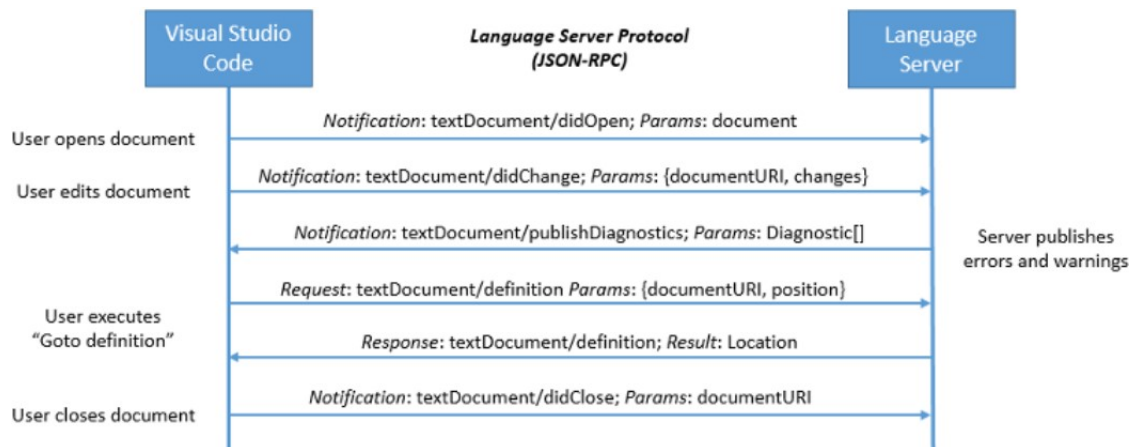 Visual Studio
Code
Language Server Protocol
(JSON-RPC)
Language
Server
Notification: textDocument/didOpen; Params: document
User opens document
Notification: textDocument/didChange; Params: {documentURI, changes}
User edits document
Notification: textDocument/publishDiagnostics; Params: Diagnostic[]
Server publishes
errors and warnings
Request: textDocument/definition Params: {documentURI, position}
User executes
“Goto definition”
Response: textDocument/definition; Result: Location
Notification: textDocument/didClose; Params: documentURI
User closes document